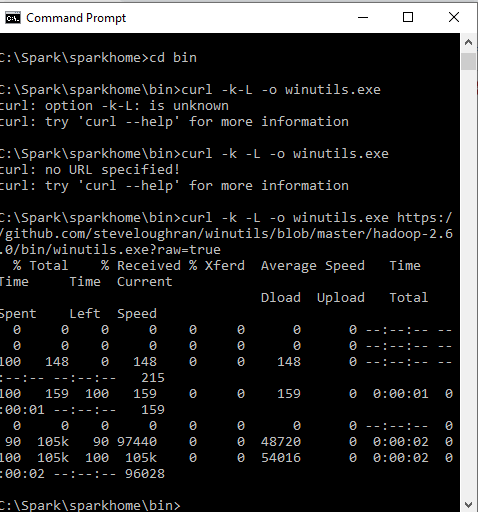 Command Prompt
C:\Spark\sparkhome>cd bin
C:\Spark\sparkhome\bin>curl -k-L -o winutils.exe
curl: option -k-L: is unknown
curl: try 'curl --help' for more information
C:\Spark\sparkhome\bin>curl -k -L -o winutils.exe
curl: no URL specified!
curl: try 'curl --help' for more information
C:\Spark\sparkhome\bin>curl -k -L -o winutils.exe https:/
/github.com/steveloughran/winutils/blob/master/hadoop-2.6
.0/bin/winutils.exe?raw=true
  % Total    % Received % Xferd  Average Speed   Time
Time     Time  Current
                                 Dload  Upload   Total
Spent    Left  Speed
  0     0    0     0    0     0      0      0 --:--:-- --
  0     0    0     0    0     0      0      0 --:--:-- --
100   148    0   148    0     0    148      0 --:--:-- --
:--:-- --:--:--   215
100   159  100   159    0     0    159      0  0:00:01  0
:00:01 --:--:--   159
  0     0    0     0    0     0      0      0 --:--:--  0
 90  105k   90 97440    0     0  48720      0  0:00:02  0
100  105k  100  105k    0     0  54016      0  0:00:02  0
:00:02 --:--:-- 96028
C:\Spark\sparkhome\bin>